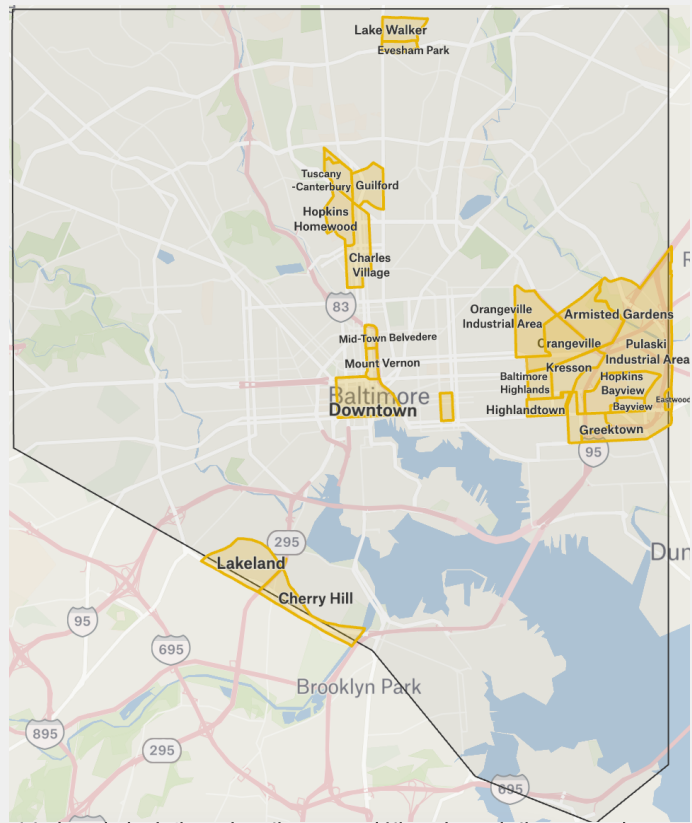 Lake Walker
Evesham Park
Tuscany
-Canterbury
Guilford
Hopkins
Homewood
Charles
Village
83
Orangeville
Industrial Area
Armisted Gardens
Mid-Town Belvedere
Orangeville
Pulaski
Industrial Area
Mount Vernon
Kresson
Baltimore
Highlands
Hopkins
Bayview
Eastwood
Baltimore
Downtown
Highlandtown
Bayview
Greektown
95
295
Lakeland
Cherry Hill
Dun
95
695
Brooklyn Park
895
295
695